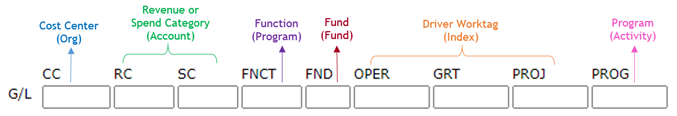 Cost Center
(Org)
Revenue or
Spend Category
(Account)
Function
(Program)
Fund
(Fund)
Driver Worktag
(Index)
Program
(Activity)
CC RC SC FNCT FND OPER GRT PROJ PROG
G/L